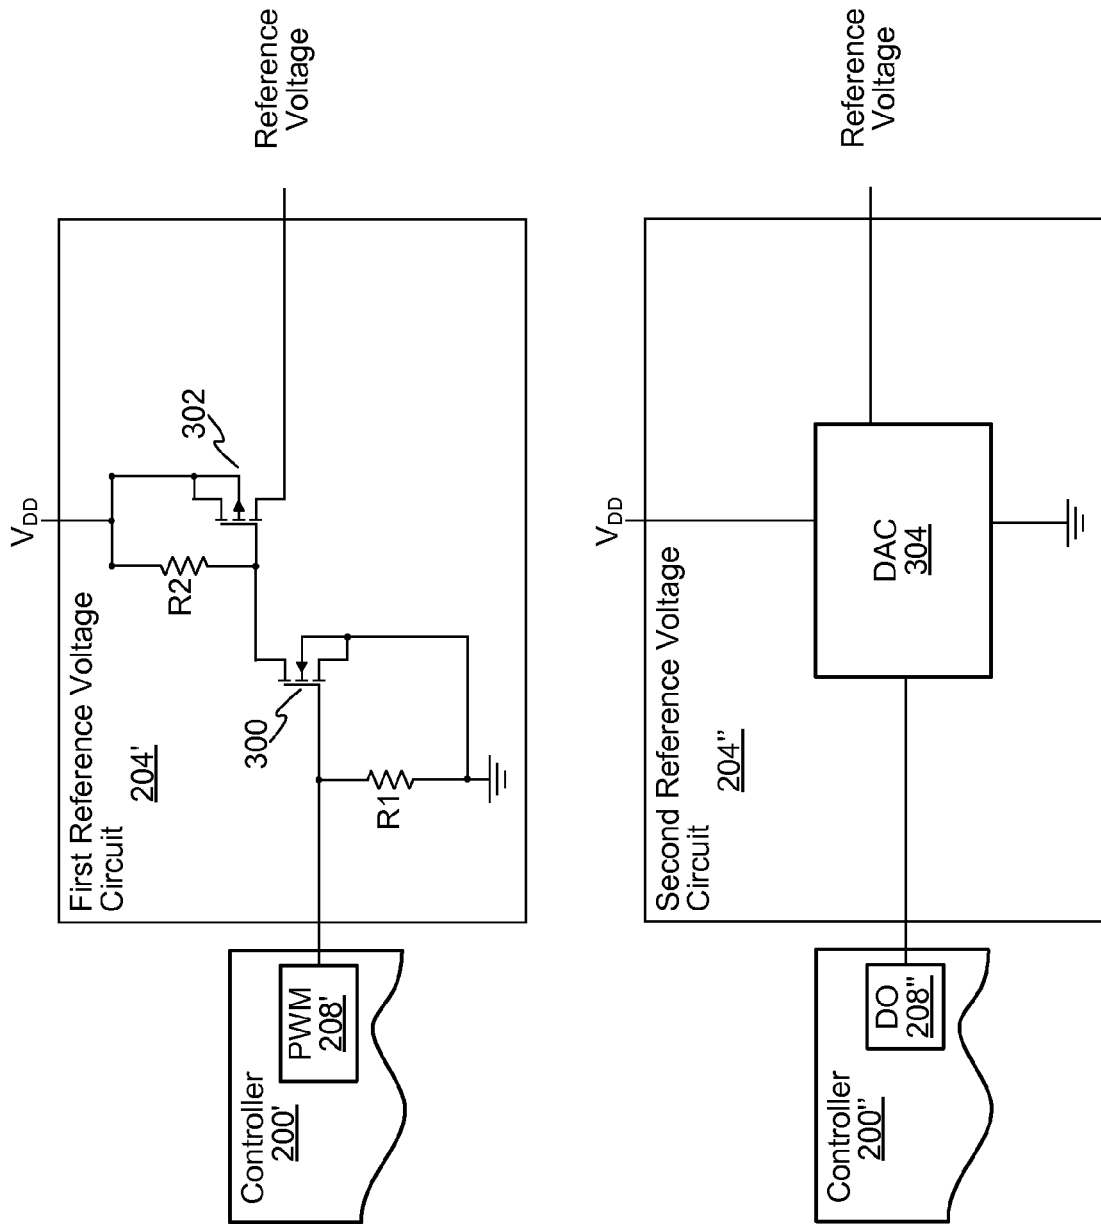 First Reference Voltage
Circuit
204'
V_DD
R2
302
300
R1
Reference
Voltage
Controller
200'
PWM
208'
Second Reference Voltage
Circuit
204"
V_DD
DAC
304
Reference
Voltage
Controller
200"
DO
208"